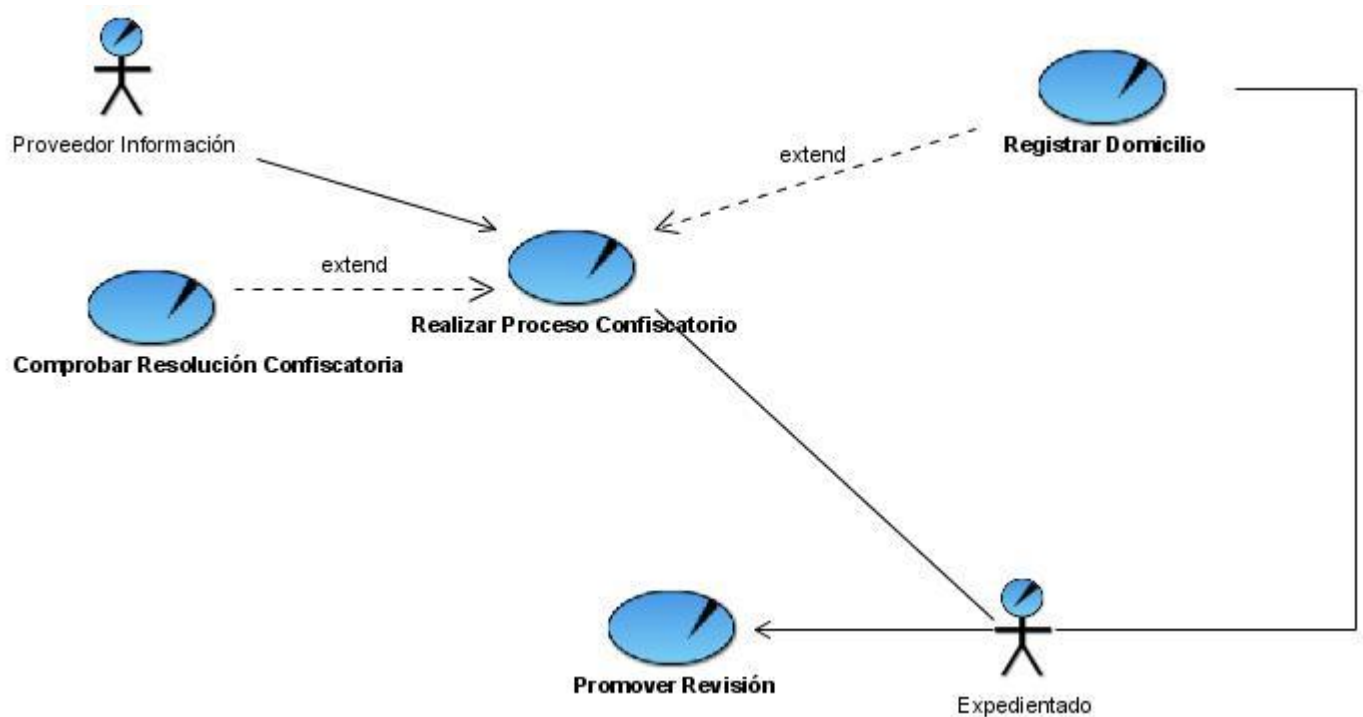 Proveedor Información
Registrar Domicilio
extend
extend
Realizar Proceso Confiscatorio
Comprobar Resolución Confiscatoria
Promover Revisión
Expedientado